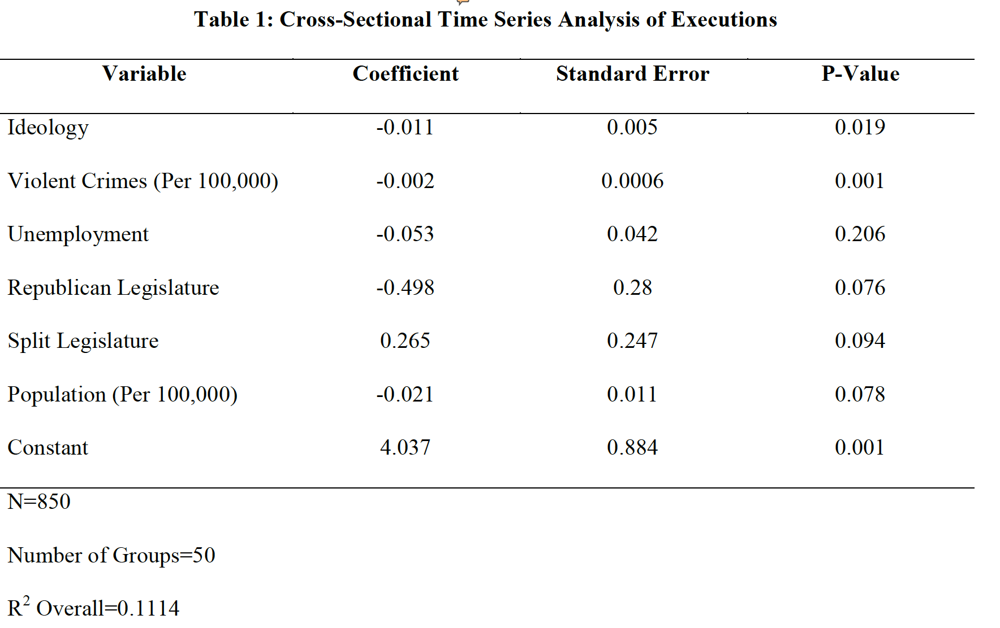 Table 1: Cross-Sectional Time Series Analysis of Executions
Variable Coefficient Standard Error P-Value
Ideology -0.011 0.005 0.019
Violent Crimes (Per 100,000) -0.002 0.0006 0.001
Unemployment -0.053 0.042 0.206
Republican Legislature -0.498 0.28 0.076
Split Legislature 0.265 0.247 0.094
Population (Per 100,000) -0.021 0.011 0.078
Constant 4.037 0.884 0.001
N=850
Number of Groups=50
R² Overall=0.1114